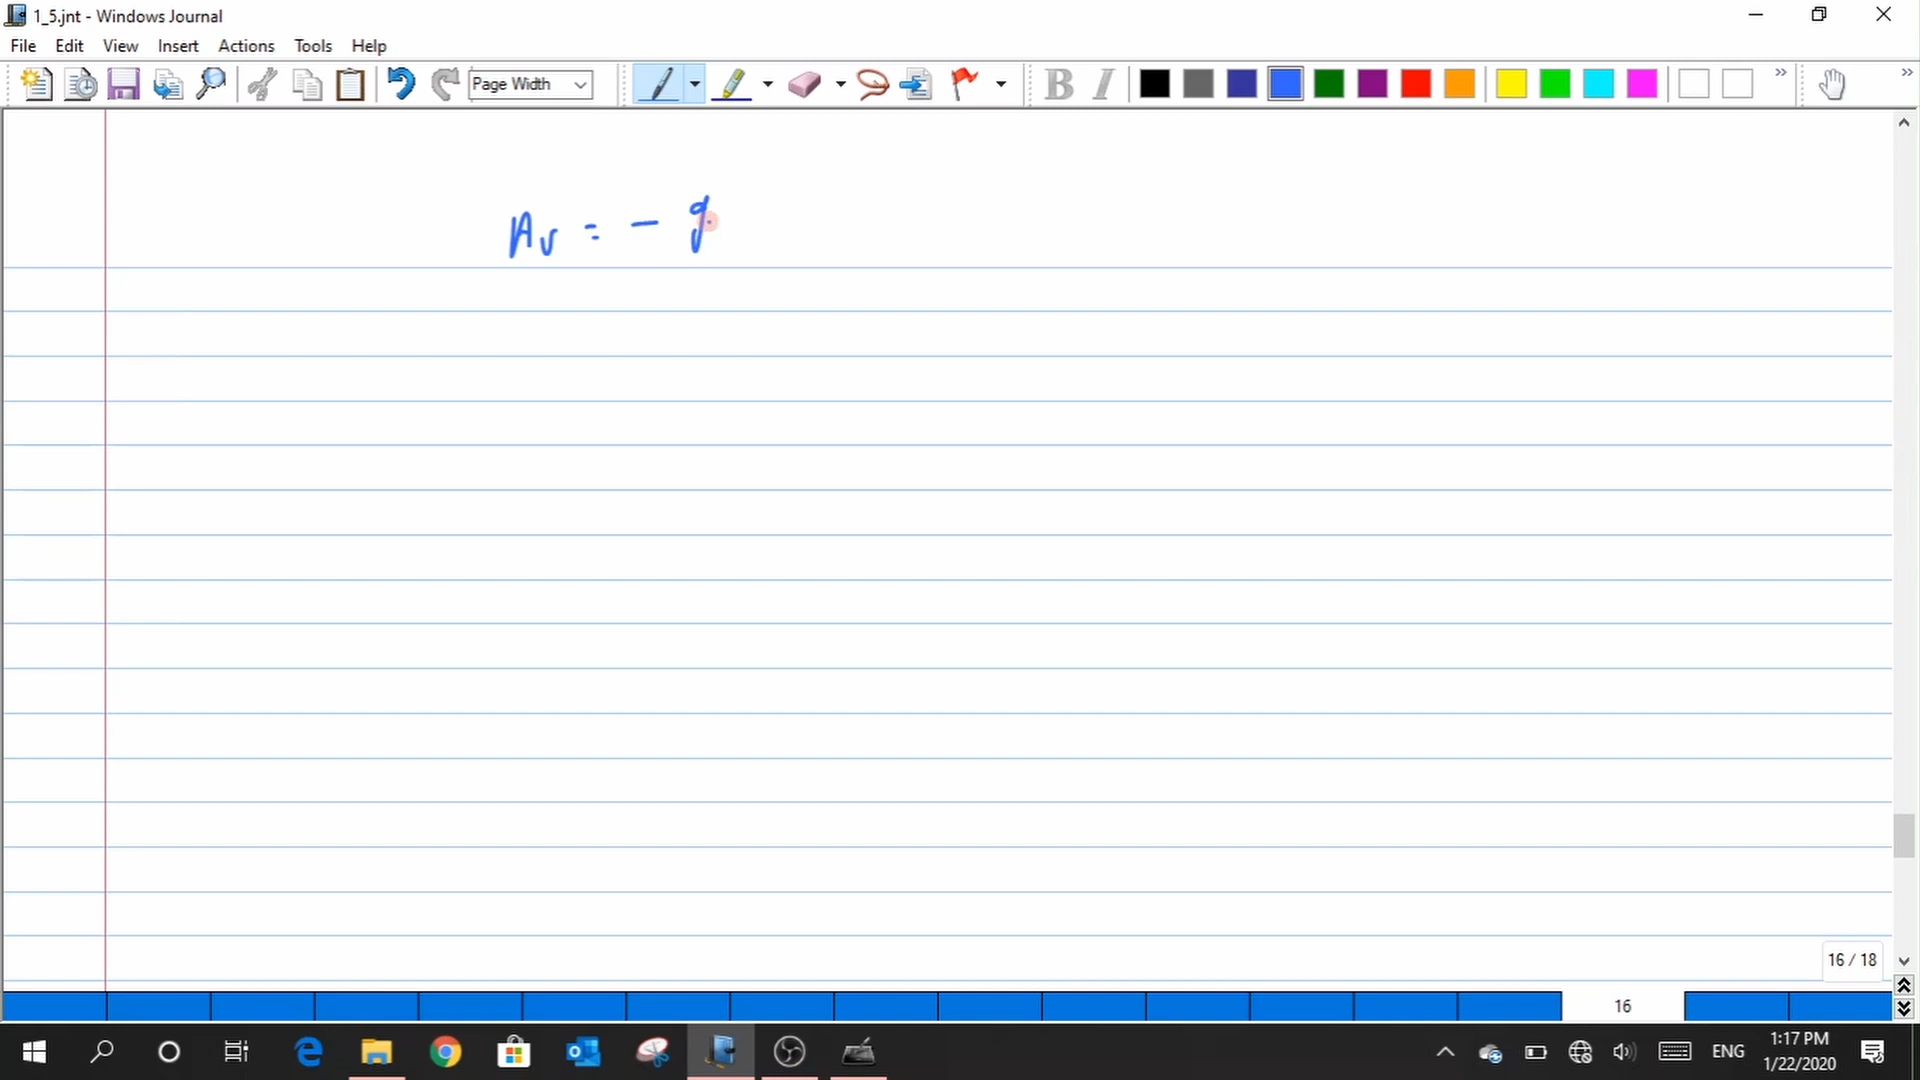 1_5.jnt - Windows Journal
File Edit View Insert Actions Tools Help
Page Width B I
A_v = - g
16 / 18
16
ENG 1:17 PM
1/22/2020